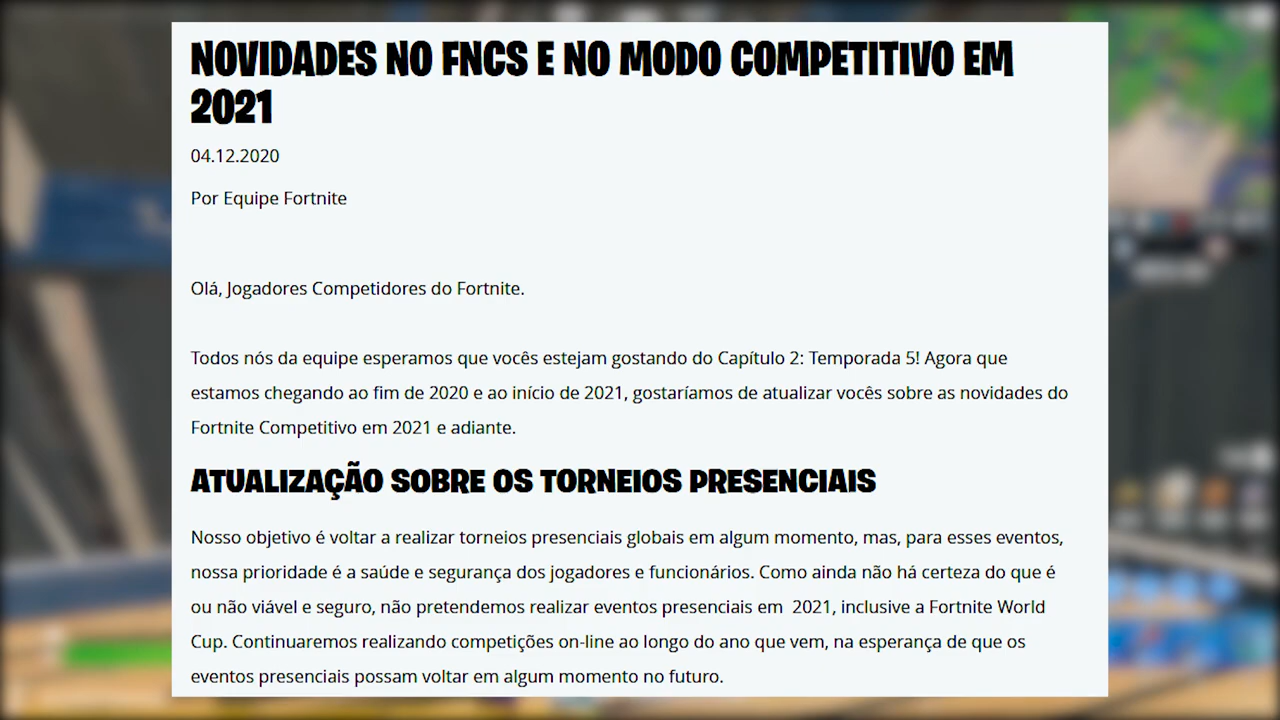 NOVIDADES NO FNCS E NO MODO COMPETITIVO EM
2021
04.12.2020
Por Equipe Fortnite
Olá, Jogadores Competidores do Fortnite.
Todos nós da equipe esperamos que vocês estejam gostando do Capítulo 2: Temporada 5! Agora que
estamos chegando ao fim de 2020 e ao início de 2021, gostaríamos de atualizar vocês sobre as novidades do
Fortnite Competitivo em 2021 e adiante.
ATUALIZAÇÃO SOBRE OS TORNEIOS PRESENCIAIS
Nosso objetivo é voltar a realizar torneios presenciais globais em algum momento, mas, para esses eventos,
nossa prioridade é a saúde e segurança dos jogadores e funcionários. Como ainda não há certeza do que é
ou não viável e seguro, não pretendemos realizar eventos presenciais em  2021, inclusive a Fortnite World
Cup. Continuaremos realizando competições on-line ao longo do ano que vem, na esperança de que os
eventos presenciais possam voltar em algum momento no futuro.